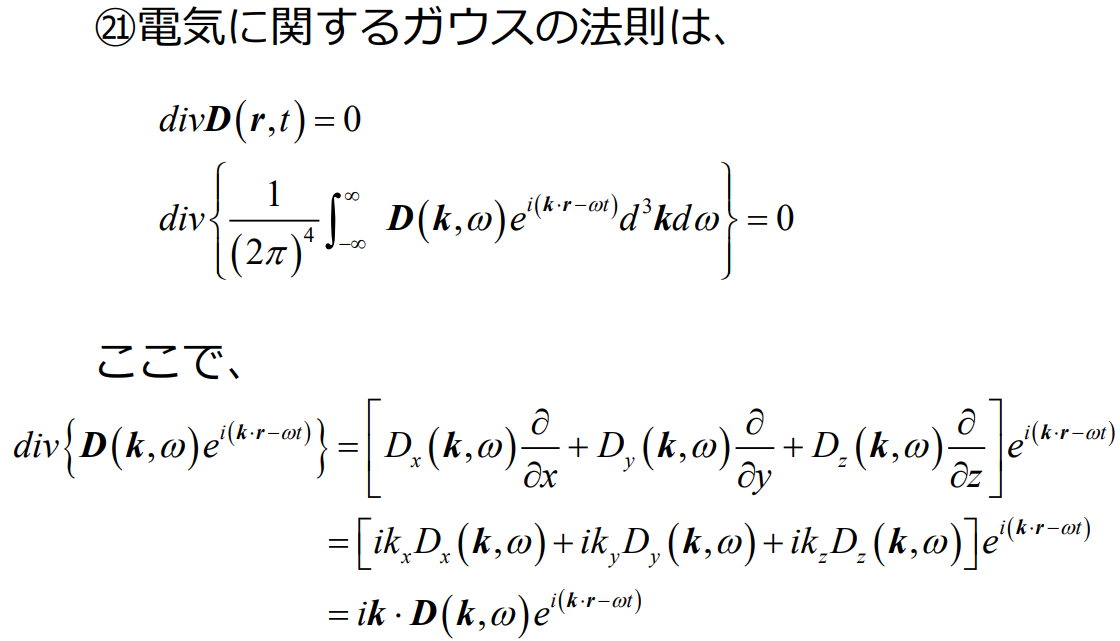 ㉑電気に関するガウスの法則は、
div𝑫(𝒓,t) = 0
div{ 1/(2π)⁴ ∫_{-∞}^{∞} 𝑫(𝒌,ω)e^{i(𝒌·𝒓−ωt)}d³𝒌dω } = 0
ここで、
div{𝑫(𝒌,ω)e^{i(𝒌·𝒓−ωt)}} = [ D_x(𝒌,ω)∂/∂x + D_y(𝒌,ω)∂/∂y + D_z(𝒌,ω)∂/∂z ]e^{i(𝒌·𝒓−ωt)}
= [ik_xD_x(𝒌,ω) + ik_yD_y(𝒌,ω) + ik_zD_z(𝒌,ω)]e^{i(𝒌·𝒓−ωt)}
= i𝒌·𝑫(𝒌,ω)e^{i(𝒌·𝒓−ωt)}